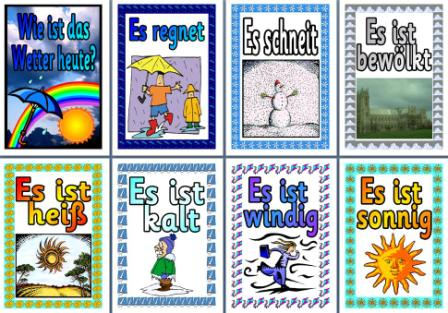 Wie ist das
Wetter heute?
Es regnet
Es schneit
Es ist
bewölkt
Es ist
heiß
Es ist
kalt
Es ist
windig
Es ist
sonnig